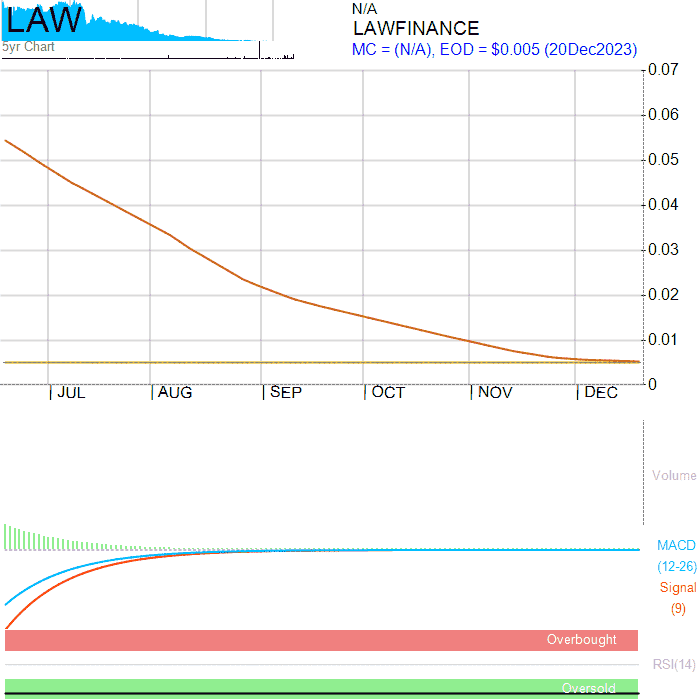 LAW
5yr Chart
N/A
LAWFINANCE
MC = (N/A), EOD = $0.005 (20Dec2023)
0.07
0.06
0.05
0.04
0.03
0.02
0.01
0
JUL AUG SEP OCT NOV DEC
Volume
MACD
(12-26)
Signal
(9)
Overbought
RSI(14)
Oversold